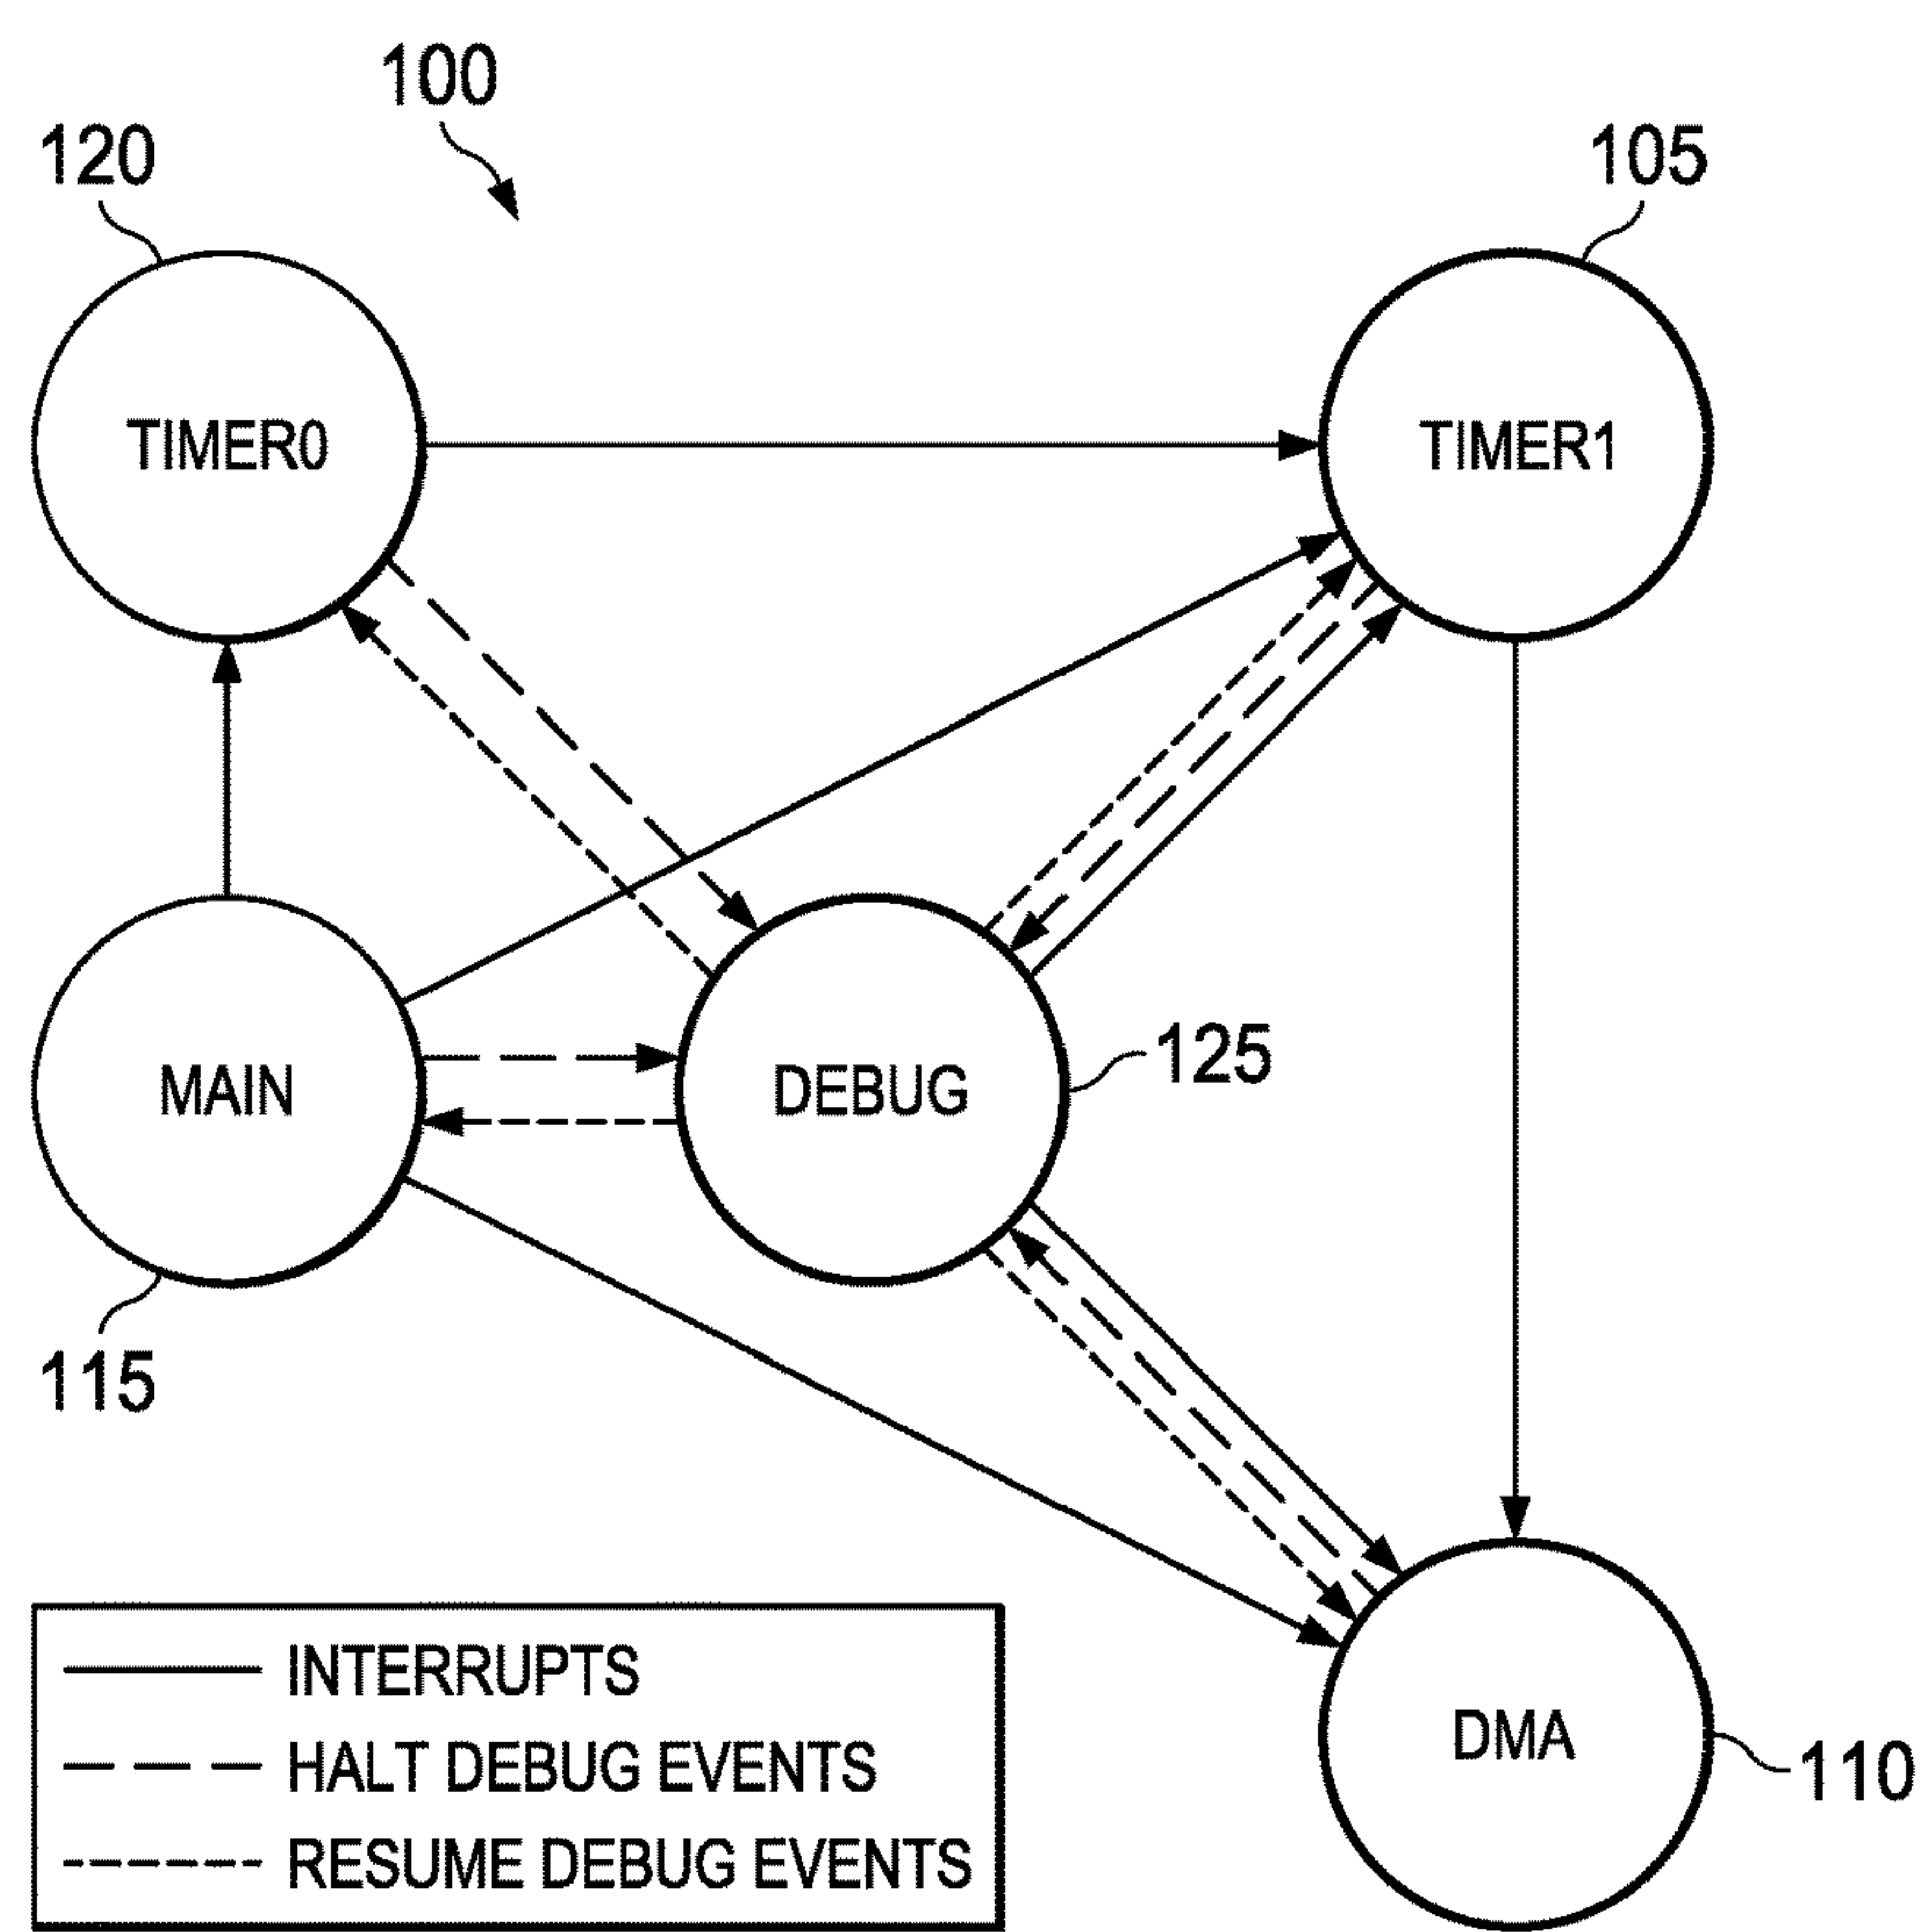 100
120
105
TIMER0
TIMER1
MAIN
DEBUG
125
115
INTERRUPTS
HALT DEBUG EVENTS
RESUME DEBUG EVENTS
DMA
110